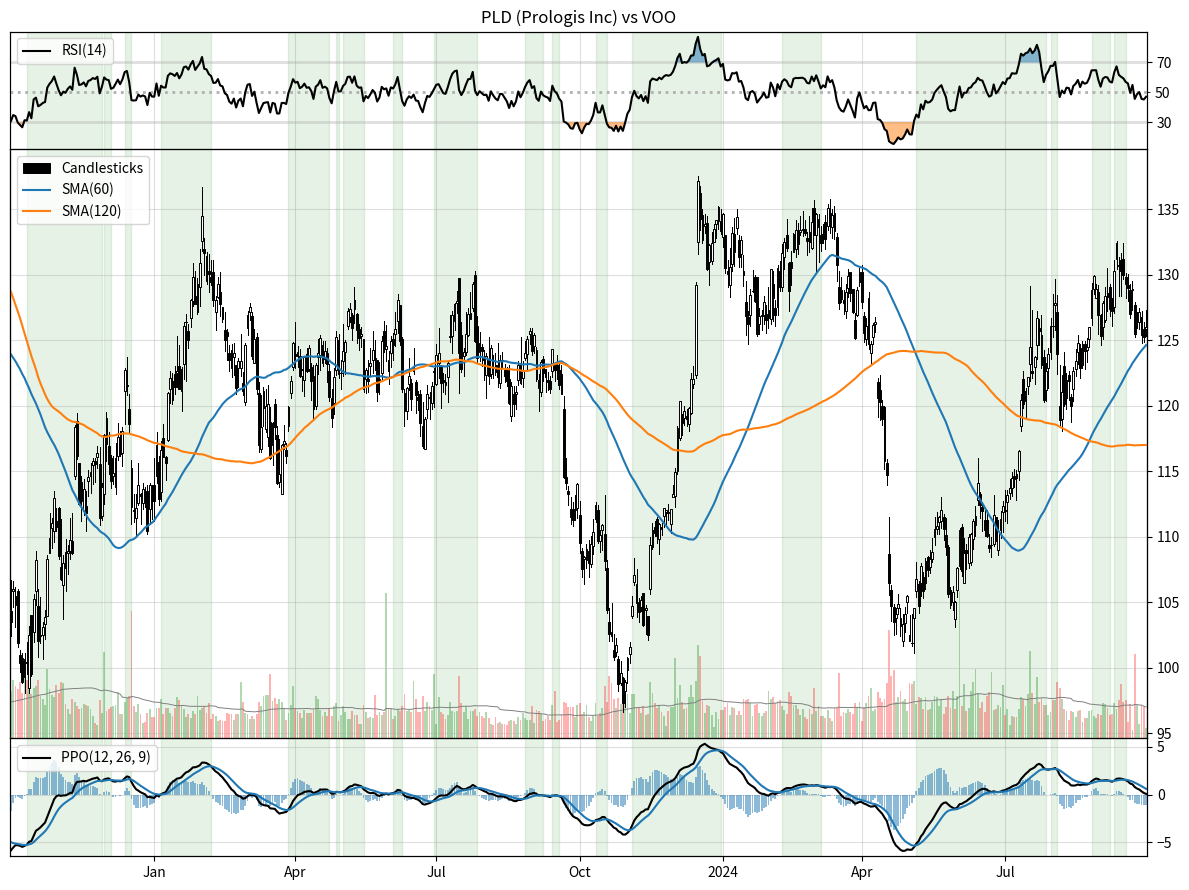 PLD (Prologis Inc) vs VOO
RSI(14)
70
50
30
Candlesticks
SMA(60)
SMA(120)
135
130
125
120
115
110
105
100
95
PPO(12, 26, 9)
5
0
−5
Jan
Apr
Jul
Oct
2024
Apr
Jul